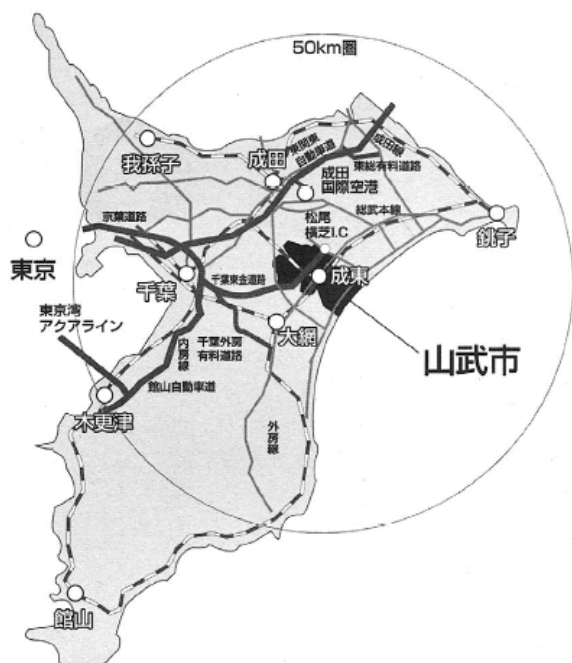 50km圏
我孫子
成田
東関東
自動車道
成田線
東総有料道路
成田
国際空港
京葉道路
松尾
横芝I.C
総武本線
銚子
東京
千葉
千葉東金道路
成東
東京湾
アクアライン
内房線
千葉外房
有料道路
大網
山武市
館山自動車道
木更津
外房線
館山